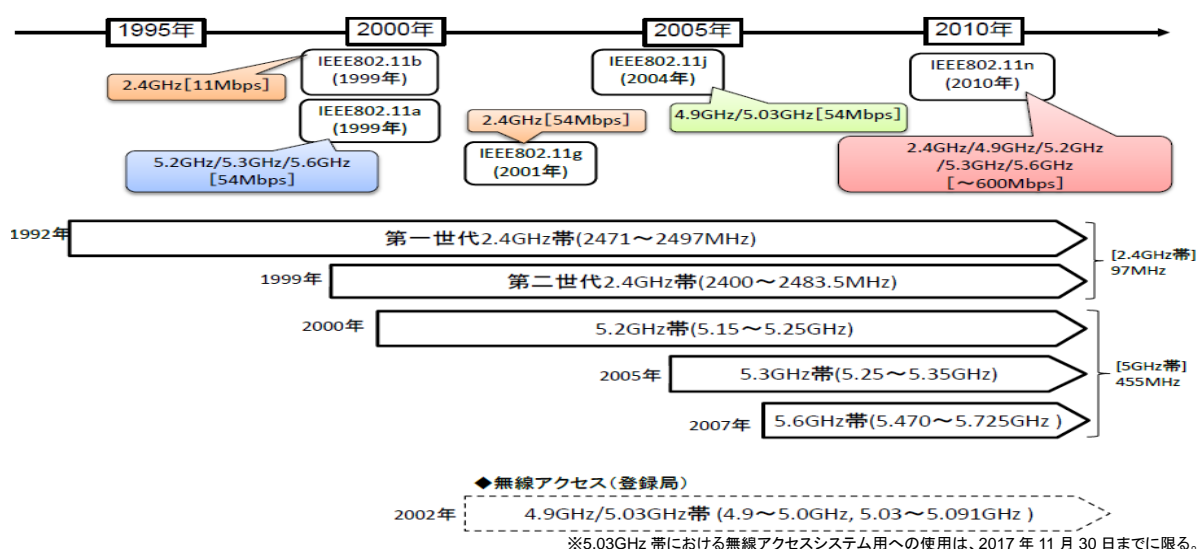 1995年
2000年
2005年
2010年
IEEE802.11b
(1999年)
2.4GHz[11Mbps]
IEEE802.11a
(1999年)
5.2GHz/5.3GHz/5.6GHz
[54Mbps]
2.4GHz[54Mbps]
IEEE802.11g
(2001年)
IEEE802.11j
(2004年)
4.9GHz/5.03GHz[54Mbps]
IEEE802.11n
(2010年)
2.4GHz/4.9GHz/5.2GHz
/5.3GHz/5.6GHz
[～600Mbps]
1992年
第一世代2.4GHz帯(2471～2497MHz)
1999年
第二世代2.4GHz帯(2400～2483.5MHz)
[2.4GHz帯]
97MHz
2000年
5.2GHz帯(5.15～5.25GHz)
2005年
5.3GHz帯(5.25～5.35GHz)
2007年
5.6GHz帯(5.470～5.725GHz )
[5GHz帯]
455MHz
◆無線アクセス(登録局)
2002年
4.9GHz/5.03GHz帯 (4.9～5.0GHz, 5.03～5.091GHz )
※5.03GHz 帯における無線アクセスシステム用への使用は、2017 年 11 月 30 日までに限る。